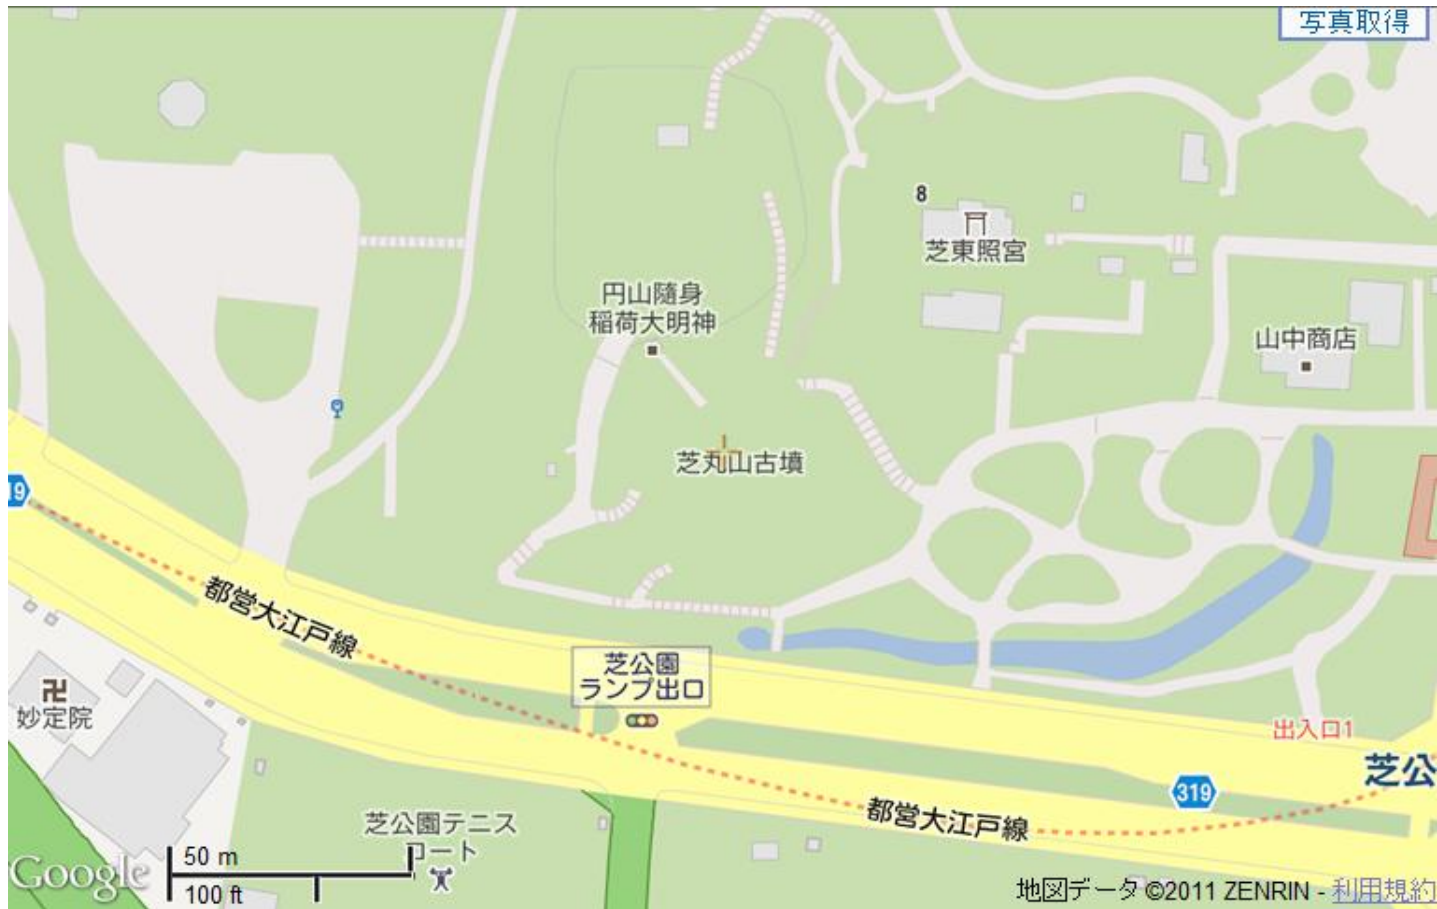 写真取得
8
芝東照宮
円山随身
稲荷大明神
山中商店
芝丸山古墳
19
都営大江戸線
芝公園
ランプ出口
卍
妙定院
出入口1
芝公
319
都営大江戸線
芝公園テニス
コート
Google
50 m
100 ft
地図データ ©2011 ZENRIN - 利用規約